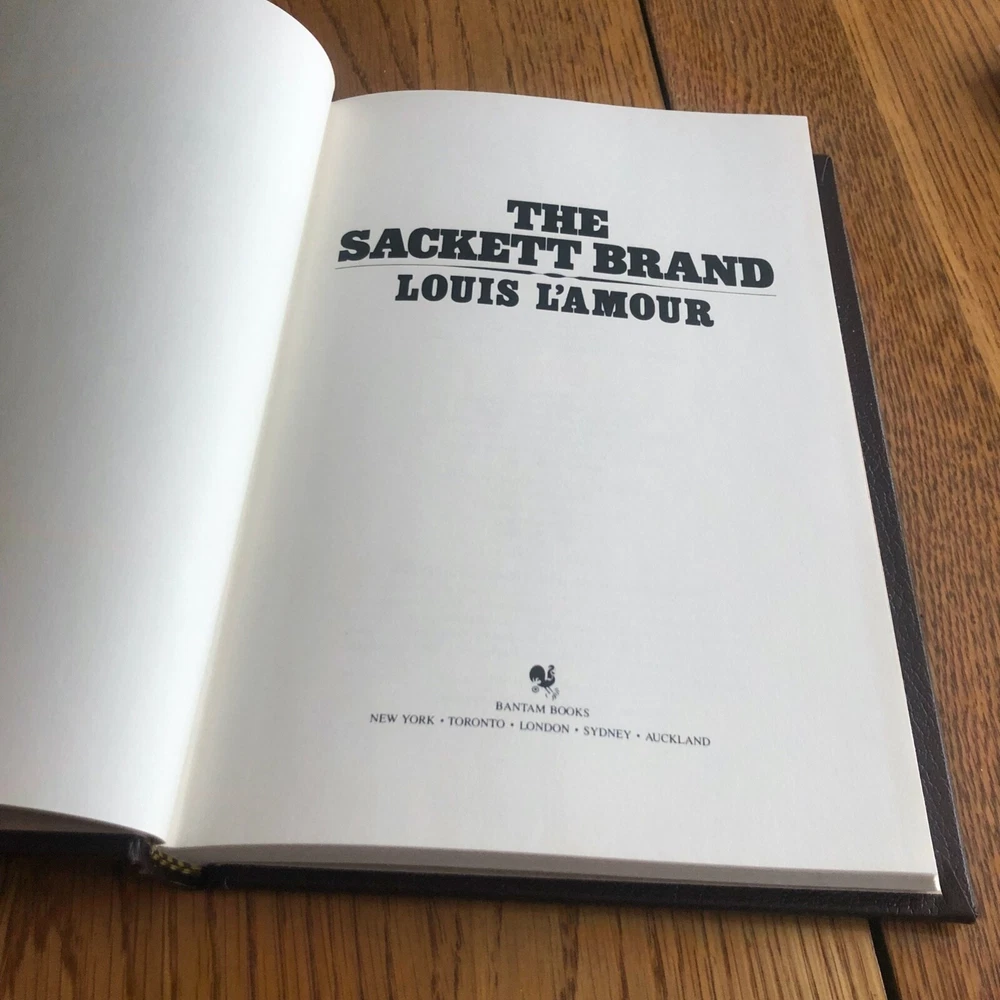 THE
SACKETT BRAND
LOUIS L'AMOUR
BANTAM BOOKS
NEW YORK • TORONTO • LONDON • SYDNEY • AUCKLAND